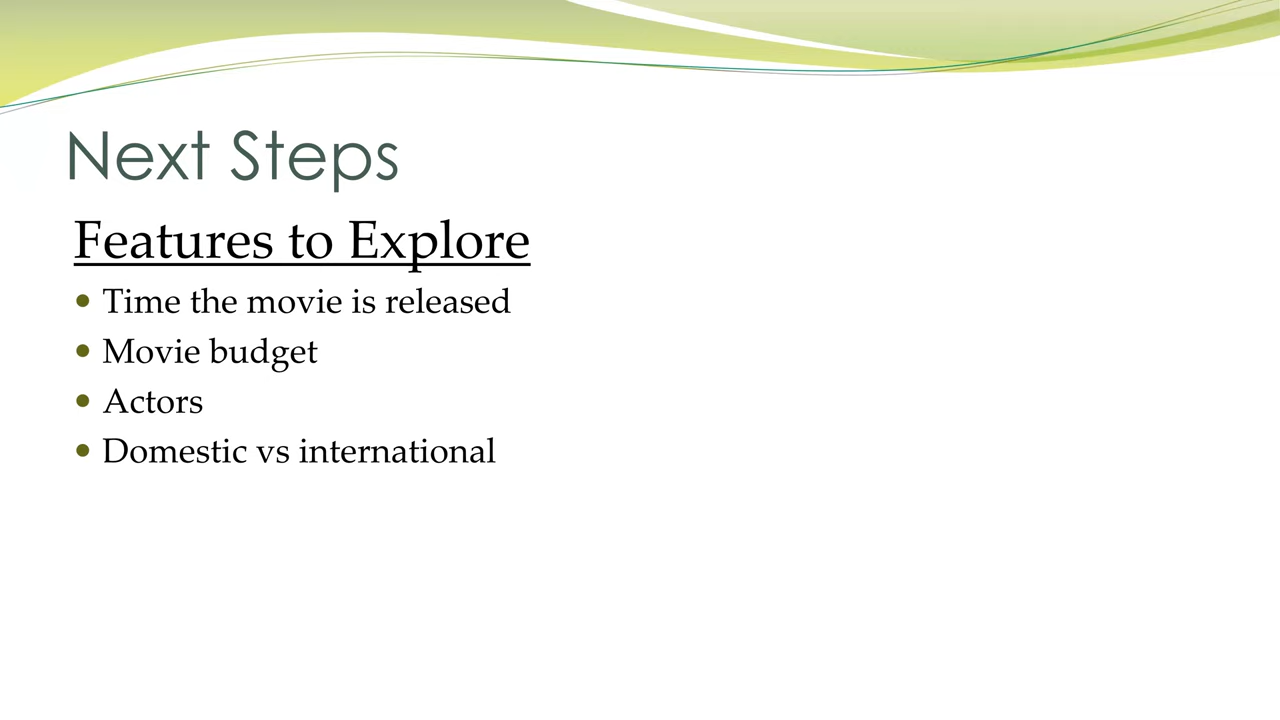 Next Steps
Features to Explore
• Time the movie is released
• Movie budget
• Actors
• Domestic vs international